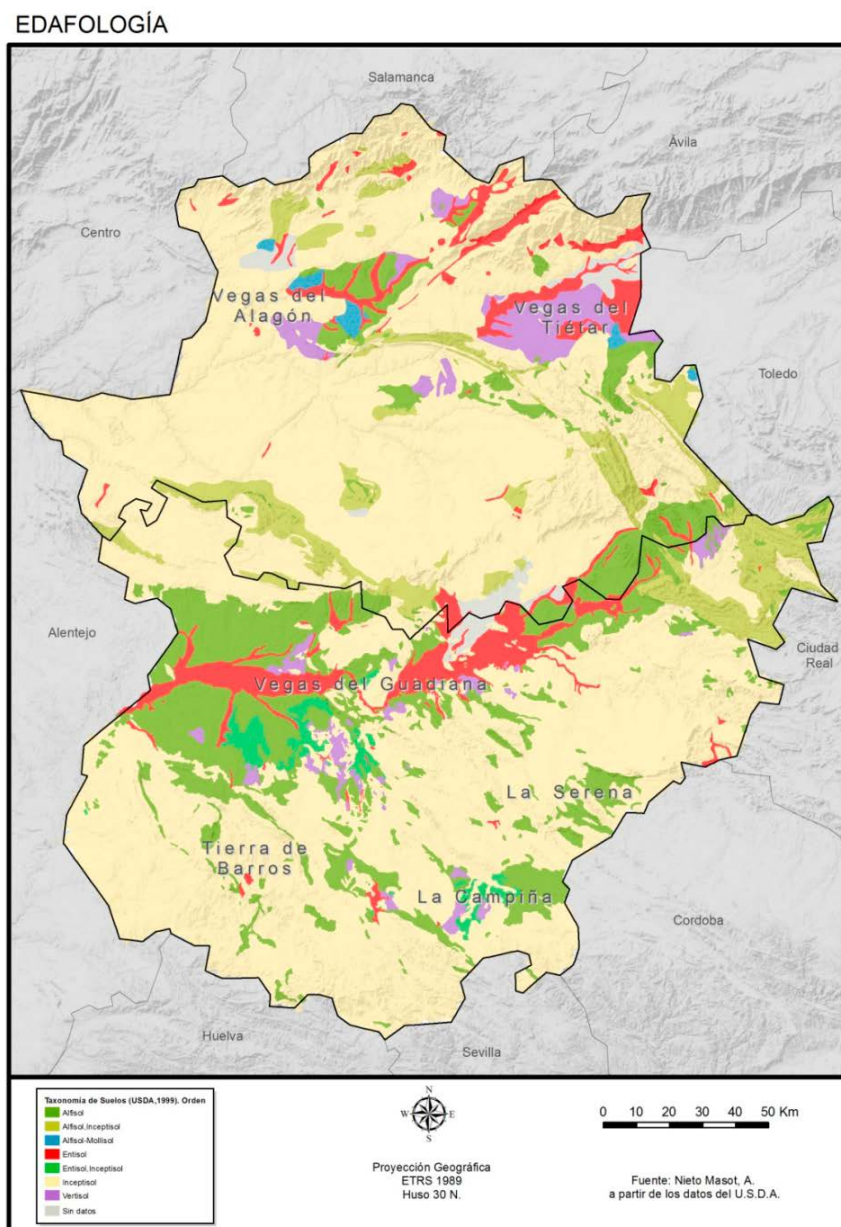 EDAFOLOGÍA
Salamanca
Ávila
Centro
Vegas del
Alagón
Vegas del
Tiétar
Toledo
Alentejo
Ciudad
Real
Vegas del Guadiana
La Serena
Tierra de
Barros
La Campiña
Cordoba
Huelva
Sevilla
Taxonomía de Suelos (USDA,1999). Orden
Alfisol
Alfisol,Inceptisol
Alfisol-Mollisol
Entisol
Entisol,Inceptisol
Inceptisol
Vertisol
Sin datos
N
W
E
S
Proyección Geográfica
ETRS 1989
Huso 30 N.
0 10 20 30 40 50 Km
Fuente: Nieto Masot, A.
a partir de los datos del U.S.D.A.